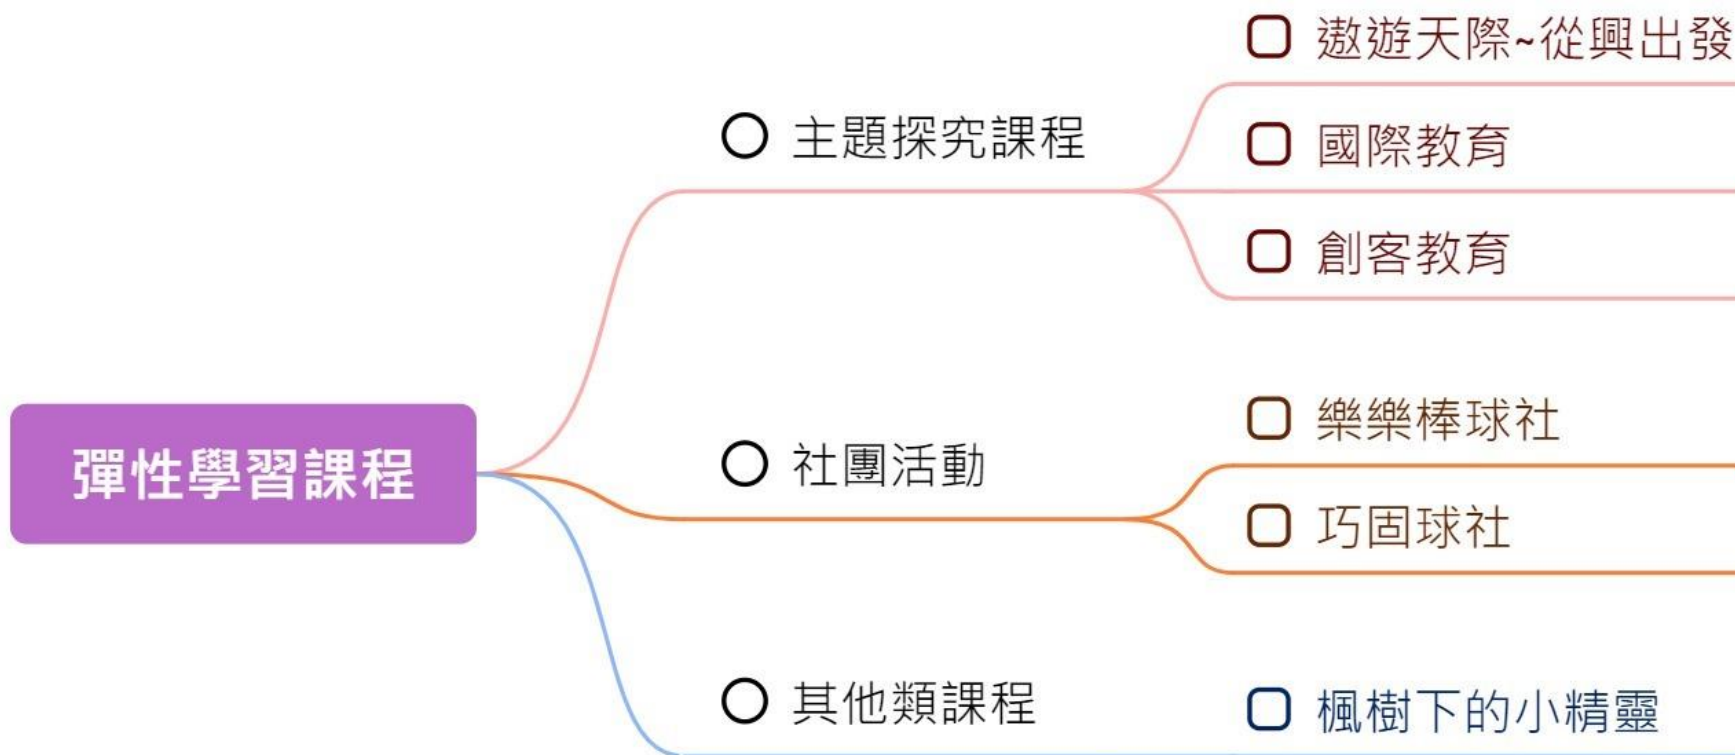 彈性學習課程
主題探究課程
遨遊天際~從興出發
國際教育
創客教育
社團活動
樂樂棒球社
巧固球社
其他類課程
楓樹下的小精靈